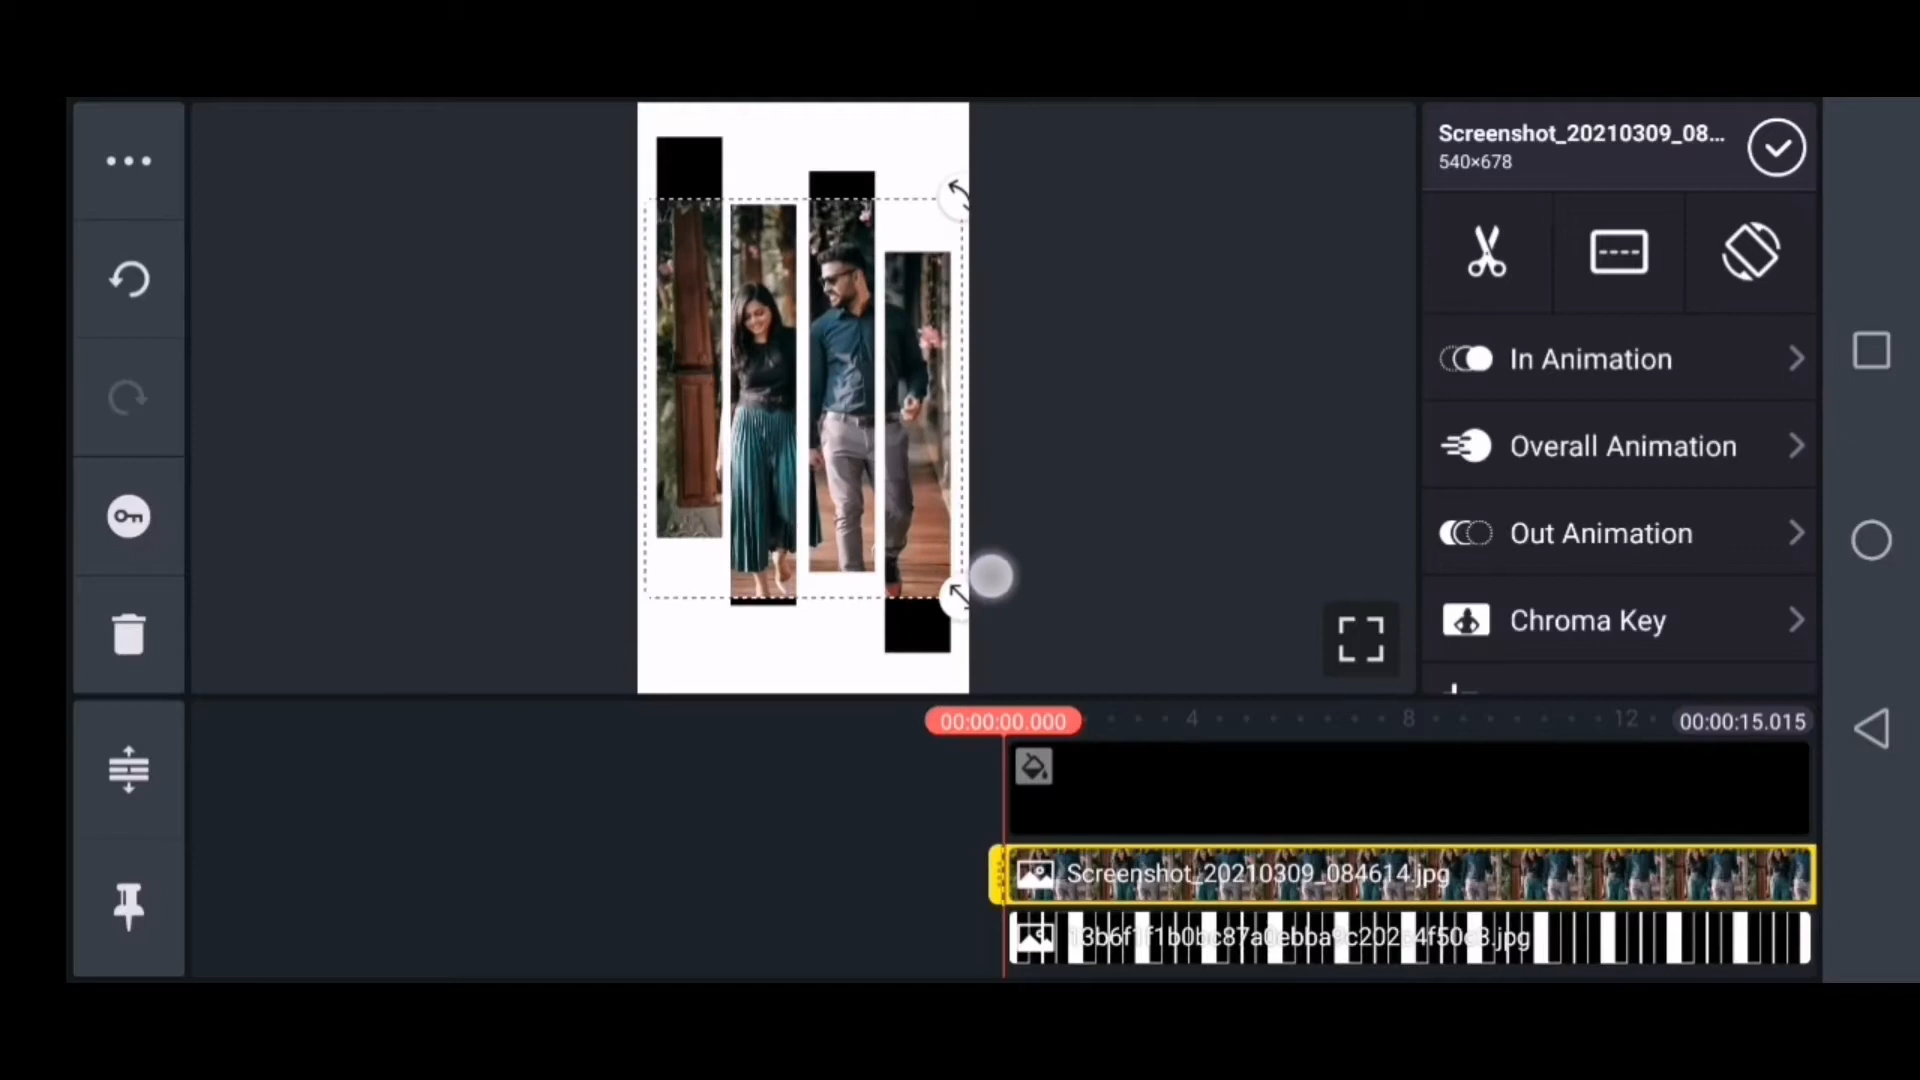 Screenshot_20210309_08...
540×678
In Animation
Overall Animation
Out Animation
Chroma Key
00:00:00.000
4
8
12
00:00:15.015
Screenshot_20210309_084614.jpg